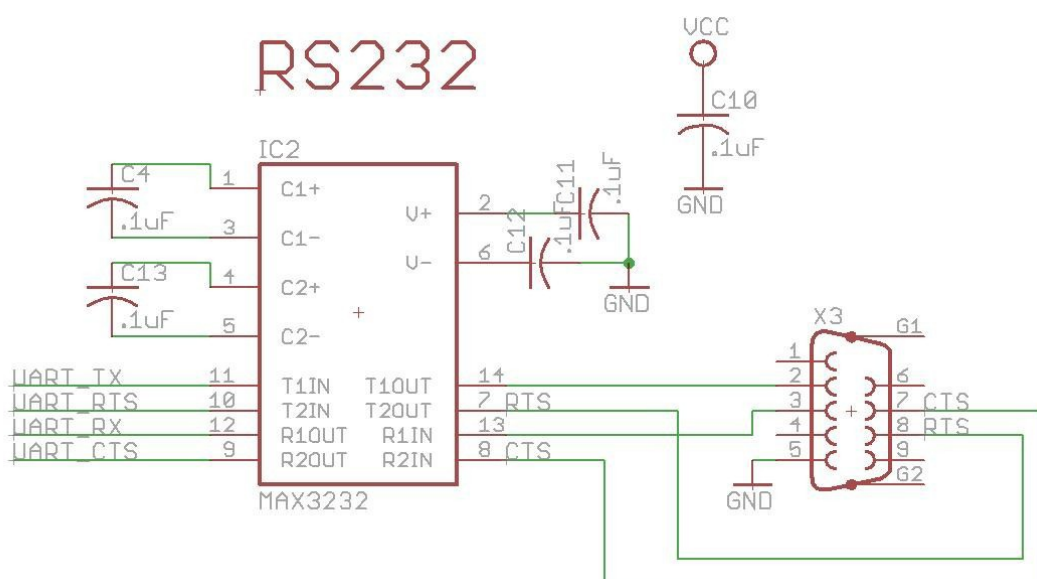 RS232
VCC
C10
.1uF
GND
IC2
C4
.1uF
C13
.1uF
1 C1+
3 C1-
4 C2+
5 C2-
V+ 2
V- 6
C11
.1uF
C12
.1uF
GND
UART_TX 11 T1IN T1OUT 14
UART_RTS 10 T2IN T2OUT 7 RTS
UART_RX 12 R1OUT R1IN 13
UART_CTS 9 R2OUT R2IN 8 CTS
MAX3232
X3
G1
1
2 6
3 7 CTS
4 8 RTS
5 9
G2
GND